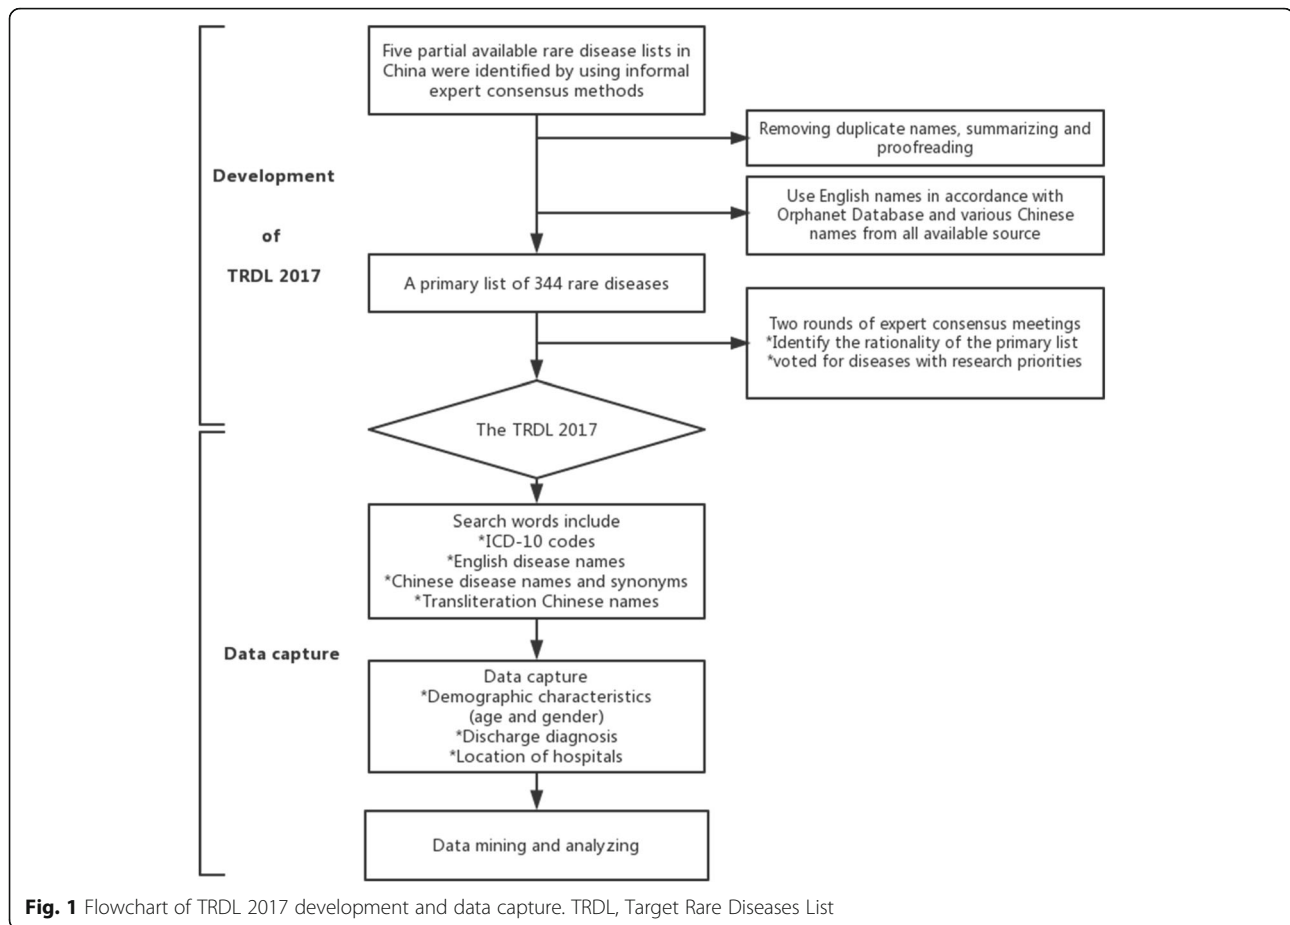 Five partial available rare disease lists in
China were identified by using informal
expert consensus methods
Removing duplicate names, summarizing and
proofreading
Development
of
TRDL 2017
Use English names in accordance with
Orphanet Database and various Chinese
names from all available source
A primary list of 344 rare diseases
Two rounds of expert consensus meetings
*Identify the rationality of the primary list
*voted for diseases with research priorities
The TRDL 2017
Search words include
*ICD-10 codes
*English disease names
*Chinese disease names and synonyms
*Transliteration Chinese names
Data capture
Data capture
*Demographic characteristics
(age and gender)
*Discharge diagnosis
*Location of hospitals
Data mining and analyzing
Fig. 1 Flowchart of TRDL 2017 development and data capture. TRDL, Target Rare Diseases List